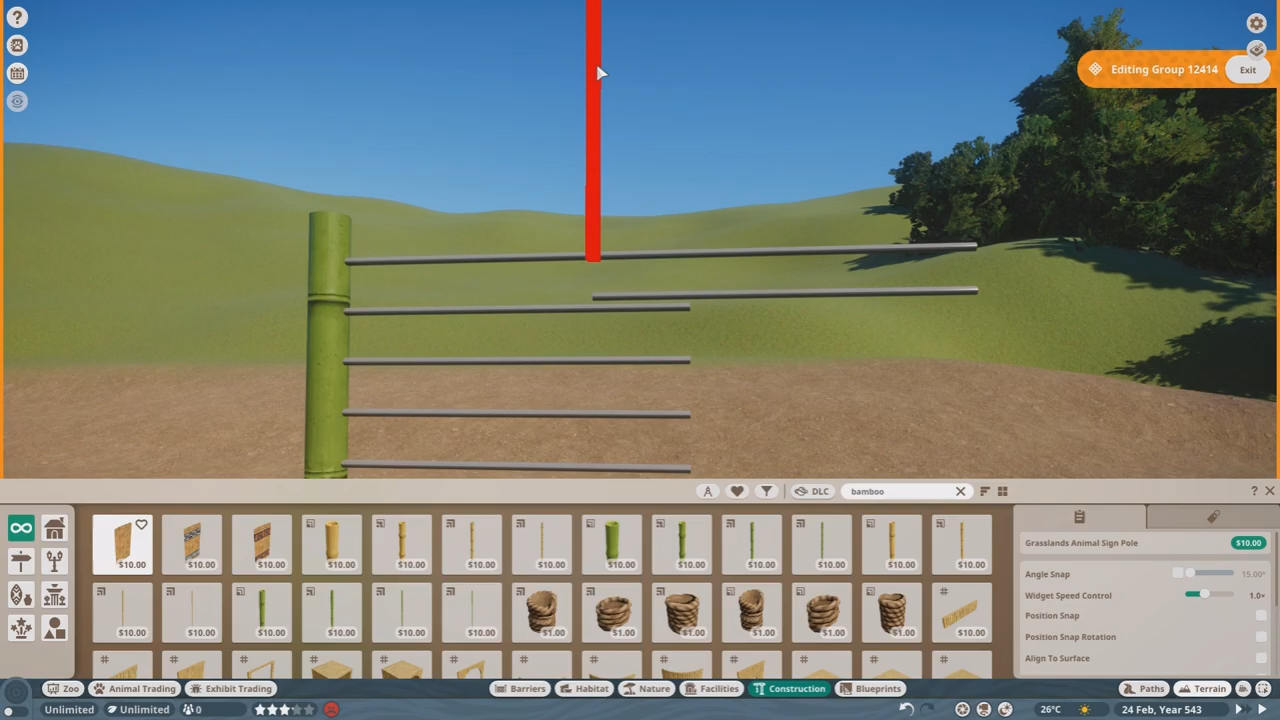 ?
Editing Group 12414 Exit
DLC bamboo
?
$10.00 $10.00 $10.00 $10.00 $10.00 $10.00 $10.00 $10.00 $10.00 $10.00 $10.00 $10.00 $10.00
$10.00 $10.00 $10.00 $10.00 $10.00 $10.00 $1.00 $1.00 $1.00 $1.00 $1.00 $1.00 $10.00
Grasslands Animal Sign Pole $10.00
Angle Snap 15.00°
Widget Speed Control 1.0×
Position Snap
Position Snap Rotation
Align To Surface
Zoo Animal Trading Exhibit Trading Barriers Habitat Nature Facilities Construction Blueprints Paths Terrain
Unlimited Unlimited 0 26°C 24 Feb, Year 543